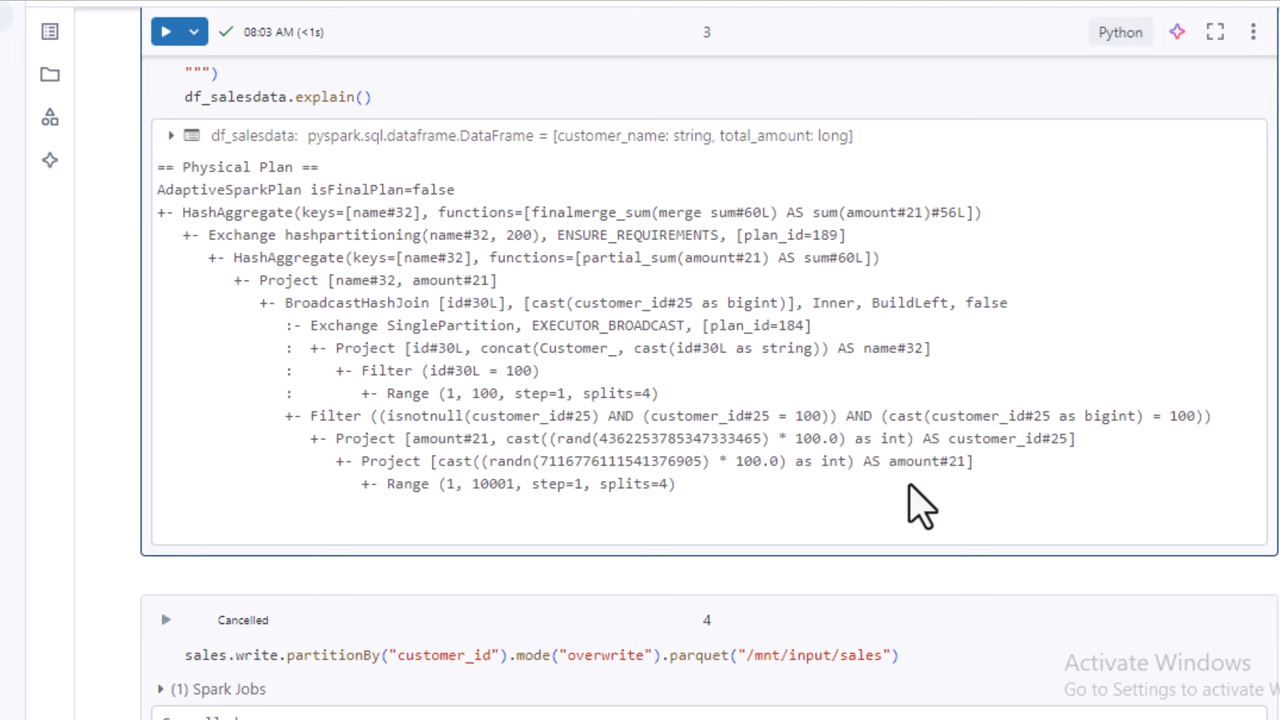 08:03 AM (<1s)
3
Python
""")
df_salesdata.explain()
df_salesdata: pyspark.sql.dataframe.DataFrame = [customer_name: string, total_amount: long]
== Physical Plan ==
AdaptiveSparkPlan isFinalPlan=false
+- HashAggregate(keys=[name#32], functions=[finalmerge_sum(merge sum#60L) AS sum(amount#21)#56L])
+- Exchange hashpartitioning(name#32, 200), ENSURE_REQUIREMENTS, [plan_id=189]
+- HashAggregate(keys=[name#32], functions=[partial_sum(amount#21) AS sum#60L])
+- Project [name#32, amount#21]
+- BroadcastHashJoin [id#30L], [cast(customer_id#25 as bigint)], Inner, BuildLeft, false
:- Exchange SinglePartition, EXECUTOR_BROADCAST, [plan_id=184]
: +- Project [id#30L, concat(Customer_, cast(id#30L as string)) AS name#32]
: +- Filter (id#30L = 100)
: +- Range (1, 100, step=1, splits=4)
+- Filter ((isnotnull(customer_id#25) AND (customer_id#25 = 100)) AND (cast(customer_id#25 as bigint) = 100))
+- Project [amount#21, cast((rand(4362253785347333465) * 100.0) as int) AS customer_id#25]
+- Project [cast((randn(7116776111541376905) * 100.0) as int) AS amount#21]
+- Range (1, 10001, step=1, splits=4)
Cancelled
4
sales.write.partitionBy("customer_id").mode("overwrite").parquet("/mnt/input/sales")
(1) Spark Jobs
Activate Windows
Go to Settings to activate W